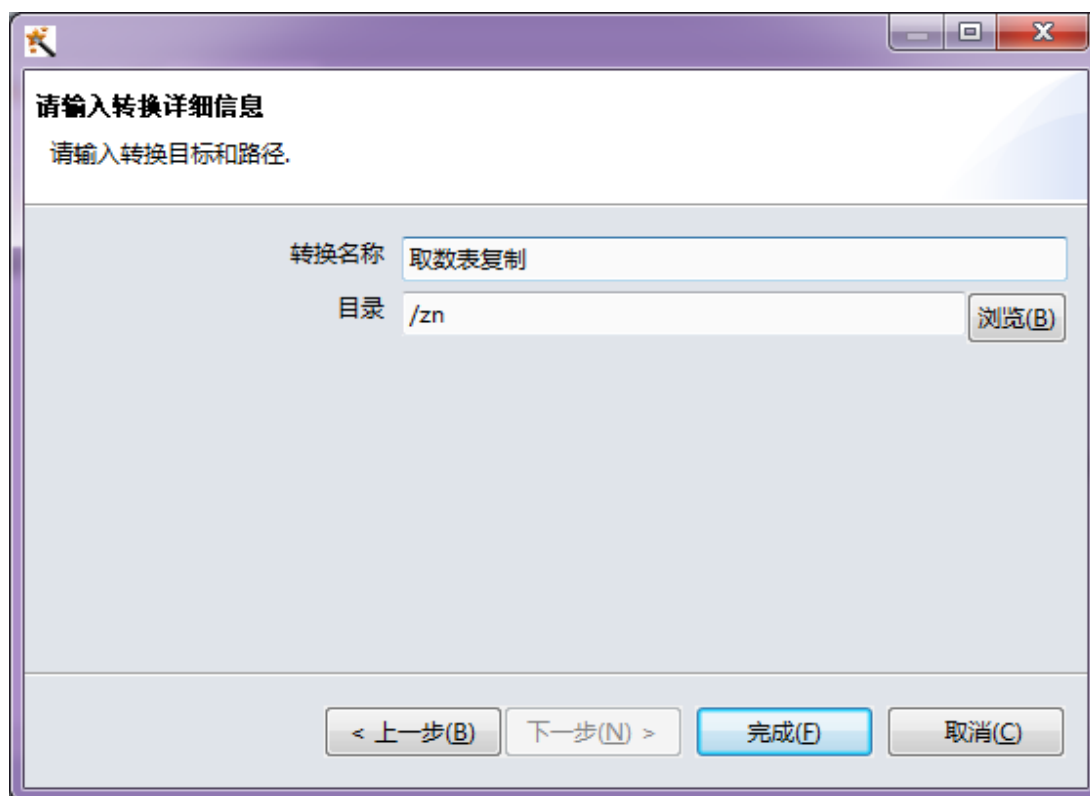 请输入转换详细信息
请输入转换目标和路径.
转换名称 取数表复制
目录 /zn 浏览(B)
< 上一步(B) 下一步(N) > 完成(F) 取消(C)